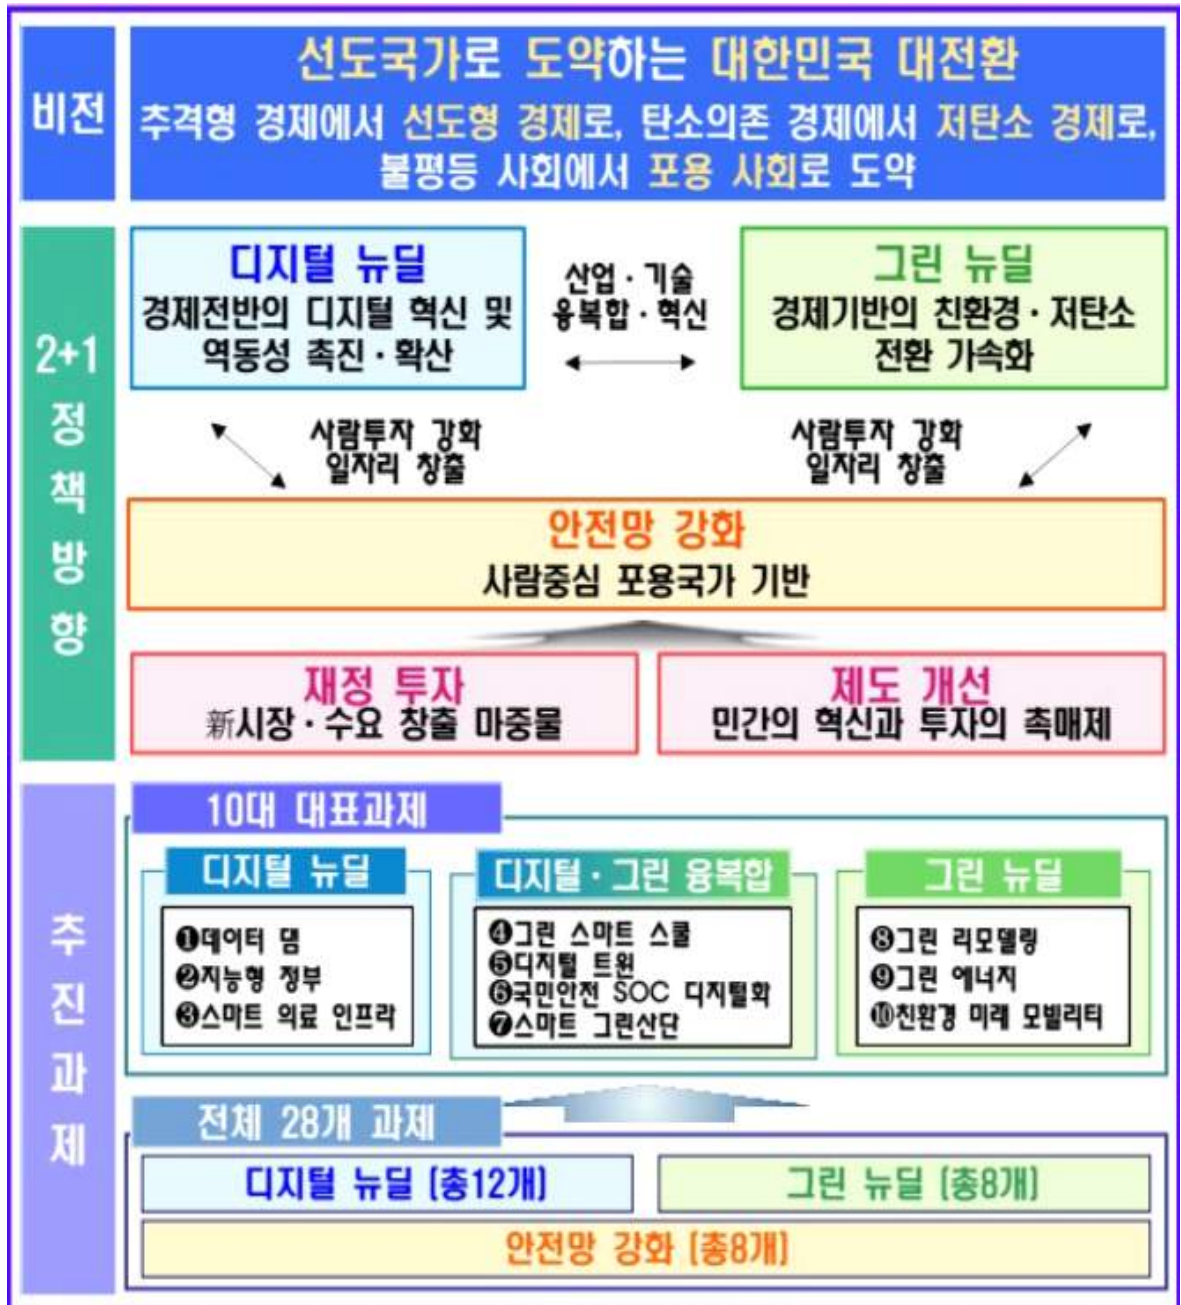 비전
선도국가로 도약하는 대한민국 대전환
추격형 경제에서 선도형 경제로, 탄소의존 경제에서 저탄소 경제로,
불평등 사회에서 포용 사회로 도약
2+1
정
책
방
향
디지털 뉴딜
경제전반의 디지털 혁신 및
역동성 촉진·확산
산업·기술
융복합·혁신
그린 뉴딜
경제기반의 친환경·저탄소
전환 가속화
사람투자 강화
일자리 창출
사람투자 강화
일자리 창출
안전망 강화
사람중심 포용국가 기반
재정 투자
新시장·수요 창출 마중물
제도 개선
민간의 혁신과 투자의 촉매제
추
진
과
제
10대 대표과제
디지털 뉴딜
❶데이터 댐
❷지능형 정부
❸스마트 의료 인프라
디지털·그린 융복합
❹그린 스마트 스쿨
❺디지털 트윈
❻국민안전 SOC 디지털화
❼스마트 그린산단
그린 뉴딜
❽그린 리모델링
❾그린 에너지
❿친환경 미래 모빌리티
전체 28개 과제
디지털 뉴딜 (총12개)
그린 뉴딜 (총8개)
안전망 강화 (총8개)